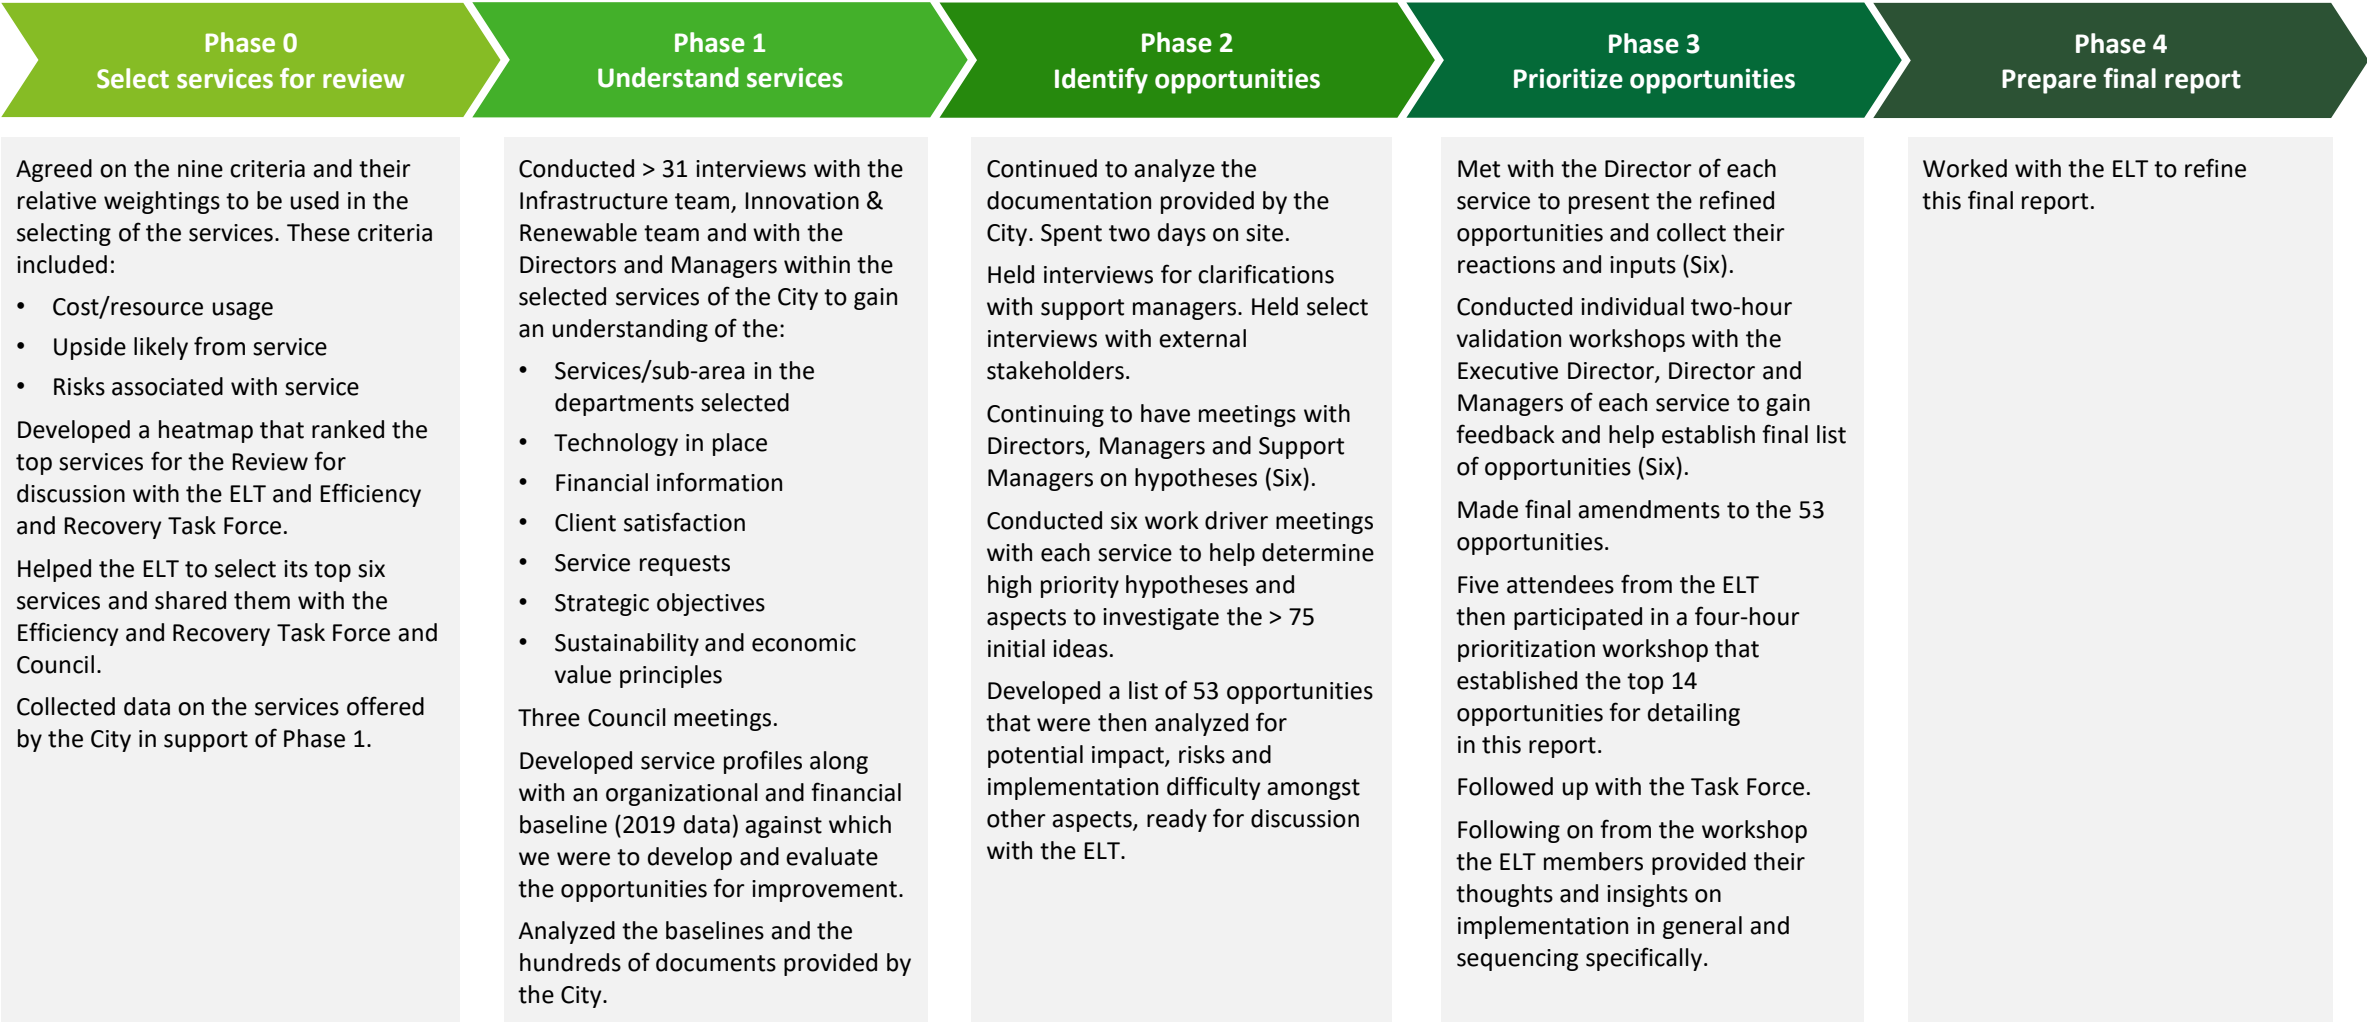 Phase 0
Select services for review
Phase 1
Understand services
Phase 2
Identify opportunities
Phase 3
Prioritize opportunities
Phase 4
Prepare final report
Agreed on the nine criteria and their
relative weightings to be used in the
selecting of the services. These criteria
included:
• Cost/resource usage
• Upside likely from service
• Risks associated with service
Developed a heatmap that ranked the
top services for the Review for
discussion with the ELT and Efficiency
and Recovery Task Force.
Helped the ELT to select its top six
services and shared them with the
Efficiency and Recovery Task Force and
Council.
Collected data on the services offered
by the City in support of Phase 1.
Conducted > 31 interviews with the
Infrastructure team, Innovation &
Renewable team and with the
Directors and Managers within the
selected services of the City to gain
an understanding of the:
• Services/sub-area in the
departments selected
• Technology in place
• Financial information
• Client satisfaction
• Service requests
• Strategic objectives
• Sustainability and economic
value principles
Three Council meetings.
Developed service profiles along
with an organizational and financial
baseline (2019 data) against which
we were to develop and evaluate
the opportunities for improvement.
Analyzed the baselines and the
hundreds of documents provided by
the City.
Continued to analyze the
documentation provided by the
City. Spent two days on site.
Held interviews for clarifications
with support managers. Held select
interviews with external
stakeholders.
Continuing to have meetings with
Directors, Managers and Support
Managers on hypotheses (Six).
Conducted six work driver meetings
with each service to help determine
high priority hypotheses and
aspects to investigate the > 75
initial ideas.
Developed a list of 53 opportunities
that were then analyzed for
potential impact, risks and
implementation difficulty amongst
other aspects, ready for discussion
with the ELT.
Met with the Director of each
service to present the refined
opportunities and collect their
reactions and inputs (Six).
Conducted individual two-hour
validation workshops with the
Executive Director, Director and
Managers of each service to gain
feedback and help establish final list
of opportunities (Six).
Made final amendments to the 53
opportunities.
Five attendees from the ELT
then participated in a four-hour
prioritization workshop that
established the top 14
opportunities for detailing
in this report.
Followed up with the Task Force.
Following on from the workshop
the ELT members provided their
thoughts and insights on
implementation in general and
sequencing specifically.
Worked with the ELT to refine
this final report.